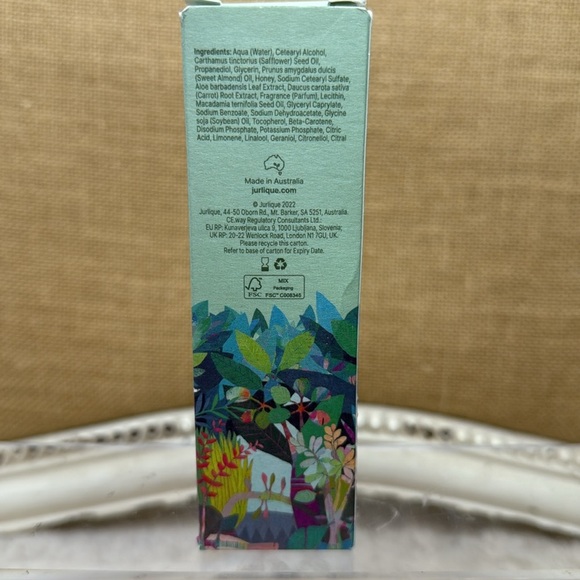 Ingredients: Aqua (Water), Cetearyl Alcohol,
Carthamus tinctorius (Safflower) Seed Oil,
Propanediol, Glycerin, Prunus amygdalus dulcis
(Sweet Almond) Oil, Honey, Sodium Cetearyl Sulfate,
Aloe barbadensis Leaf Extract, Daucus carota sativa
(Carrot) Root Extract, Fragrance (Parfum), Lecithin,
Macadamia ternifolia Seed Oil, Glyceryl Caprylate,
Sodium Benzoate, Sodium Dehydroacetate, Glycine
soja (Soybean) Oil, Tocopherol, Beta-Carotene,
Disodium Phosphate, Potassium Phosphate, Citric
Acid, Limonene, Linalool, Geraniol, Citronellol, Citral
Made in Australia
jurlique.com
© Jurlique 2022
Jurlique, 44-50 Oborn Rd., Mt. Barker, SA 5251, Australia.
CE.way Regulatory Consultants Ltd.:
EU RP: Kunaverjeva ulica 9, 1000 Ljubljana, Slovenia;
UK RP: 20-22 Wenlock Road, London N1 7GU, UK.
Please recycle this carton.
Refer to base of carton for Expiry Date.
FSC
MIX
Packaging
FSC™ C008345